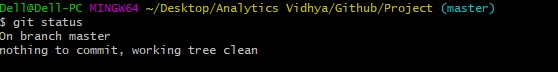 Dell@Dell-PC MINGW64 ~/Desktop/Analytics Vidhya/Github/Project (master)
$ git status
On branch master
nothing to commit, working tree clean